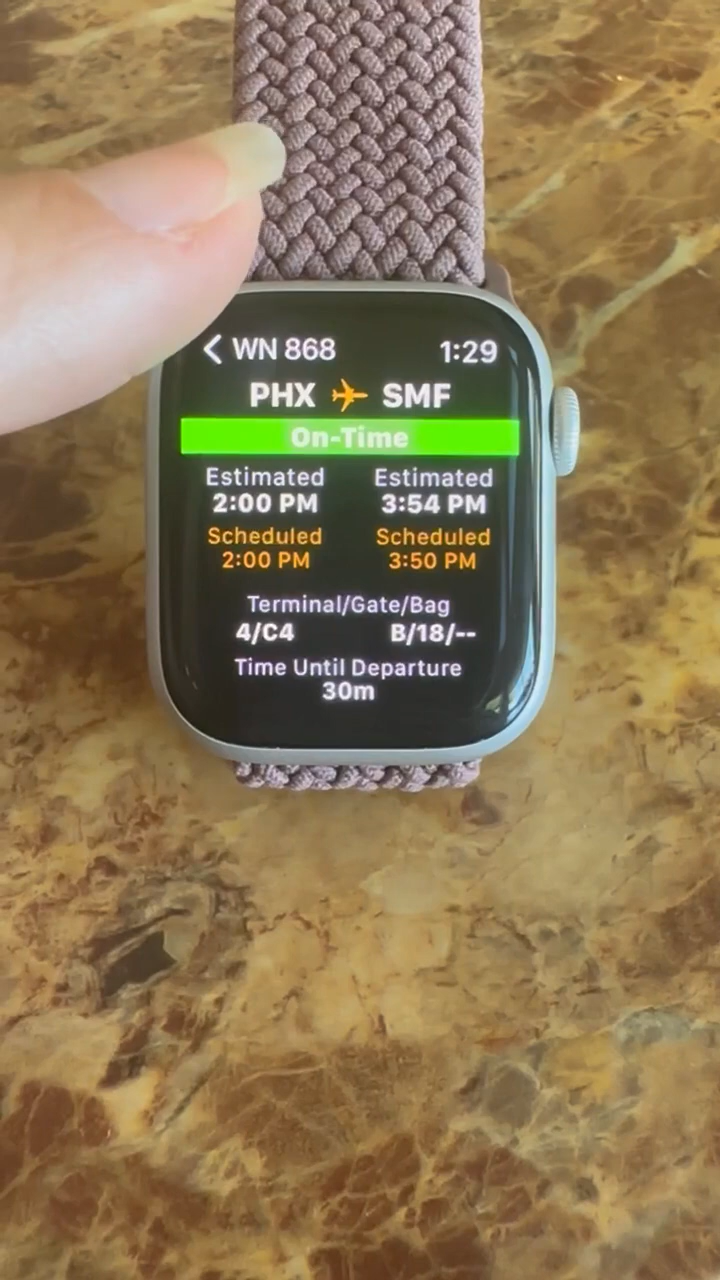 WN 868 1:29
PHX SMF
On-Time
Estimated Estimated
2:00 PM 3:54 PM
Scheduled Scheduled
2:00 PM 3:50 PM
Terminal/Gate/Bag
4/C4 B/18/--
Time Until Departure
30m